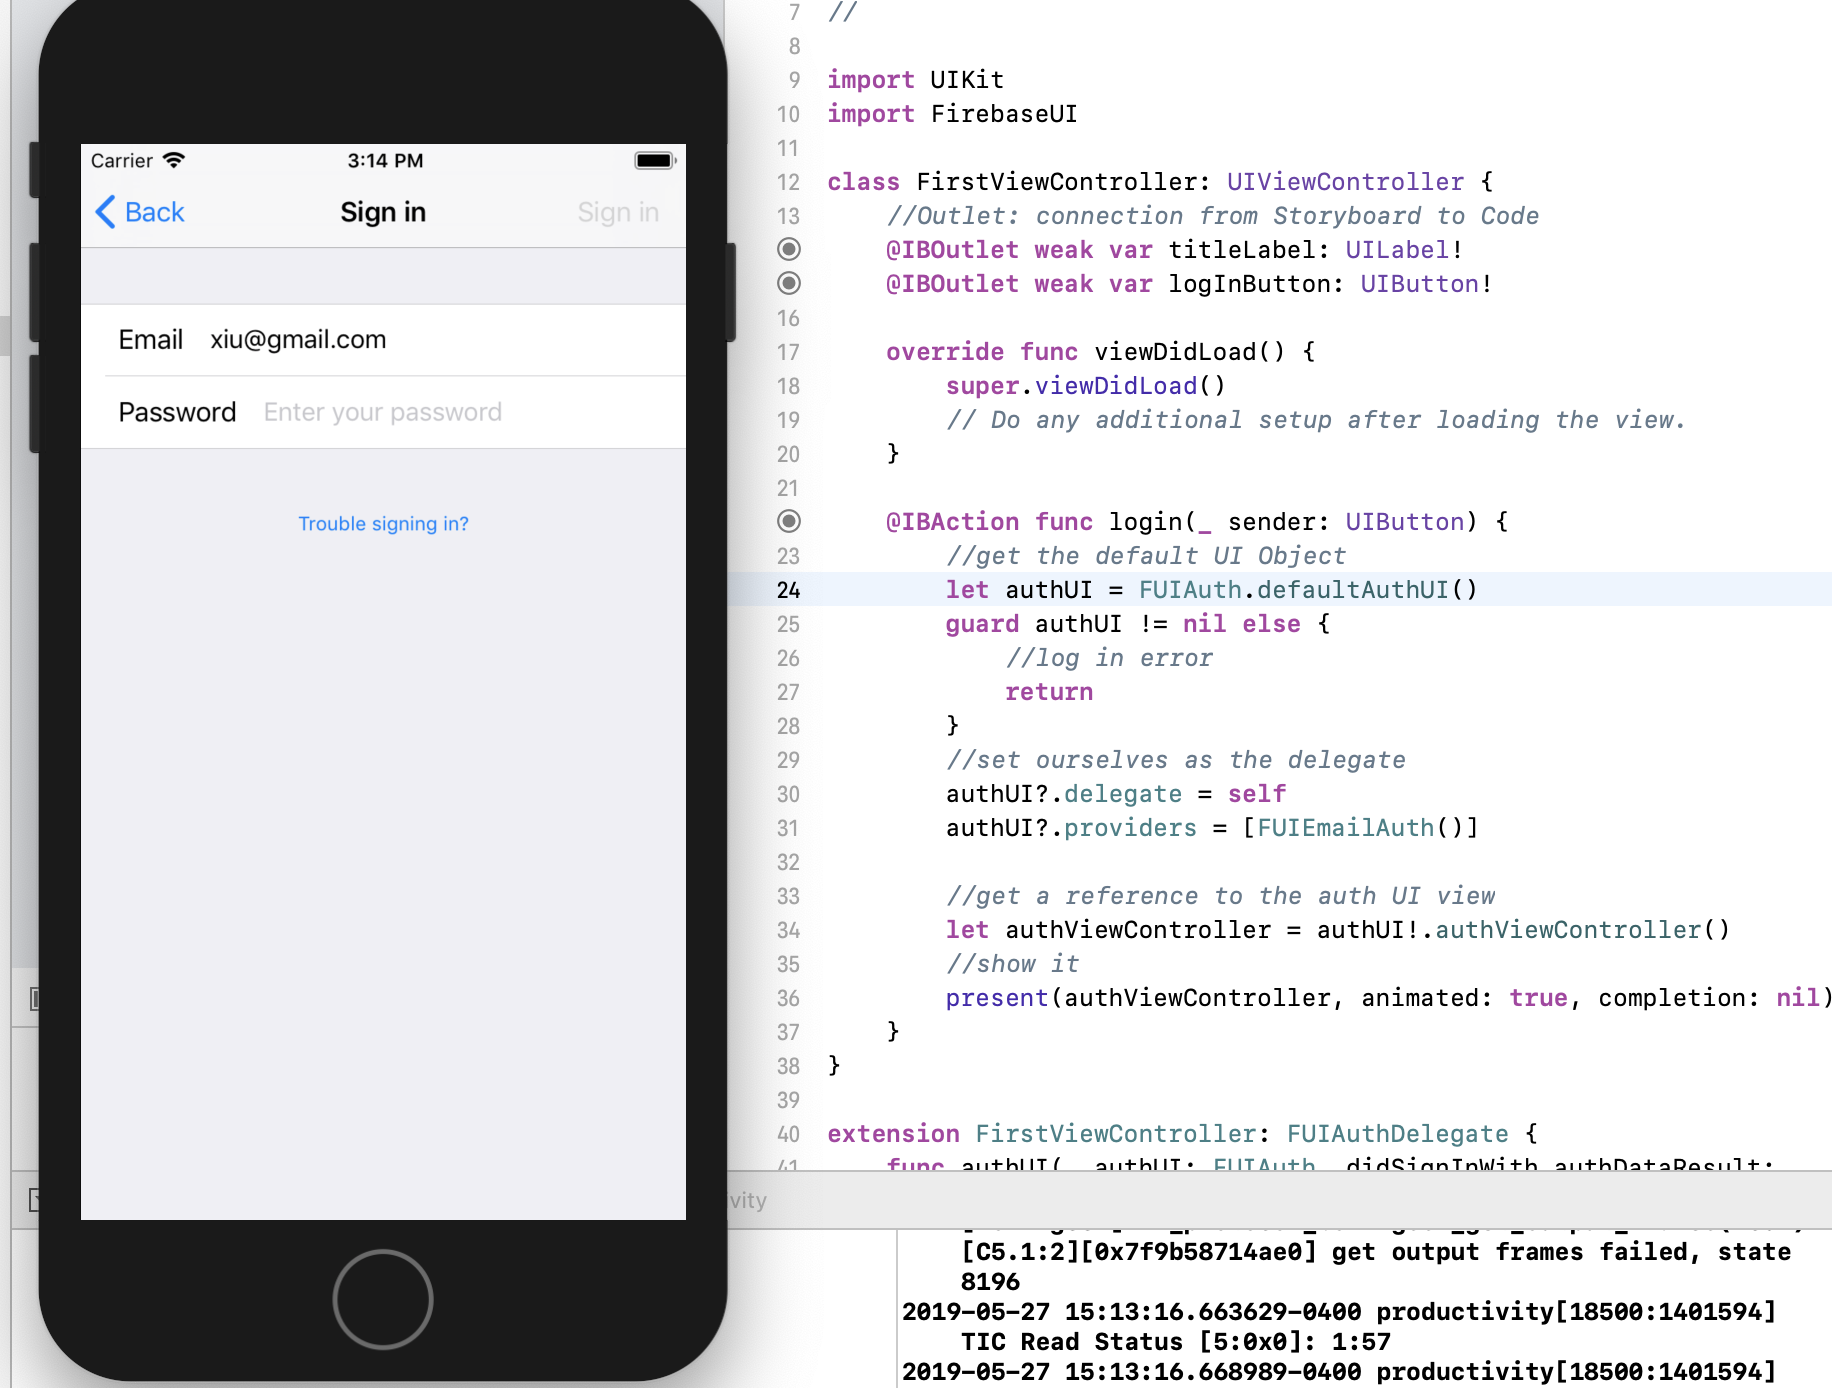 Carrier 3:14 PM
Back Sign in Sign in
Email xiu@gmail.com
Password Enter your password
Trouble signing in?
7 //
8
9 import UIKit
10 import FirebaseUI
11
12 class FirstViewController: UIViewController {
13 //Outlet: connection from Storyboard to Code
@IBOutlet weak var titleLabel: UILabel!
@IBOutlet weak var logInButton: UIButton!
16
17 override func viewDidLoad() {
18 super.viewDidLoad()
19 // Do any additional setup after loading the view.
20 }
21
@IBAction func login(_ sender: UIButton) {
23 //get the default UI Object
24 let authUI = FUIAuth.defaultAuthUI()
25 guard authUI != nil else {
26 //log in error
27 return
28 }
29 //set ourselves as the delegate
30 authUI?.delegate = self
31 authUI?.providers = [FUIEmailAuth()]
32
33 //get a reference to the auth UI view
34 let authViewController = authUI!.authViewController()
35 //show it
36 present(authViewController, animated: true, completion: nil)
37 }
38 }
39
40 extension FirstViewController: FUIAuthDelegate {
41 func authUI(_ authUI: FUIAuth, didSignInWith authDataResult:
vity
[C5.1:2][0x7f9b58714ae0] get output frames failed, state
8196
2019-05-27 15:13:16.663629-0400 productivity[18500:1401594]
TIC Read Status [5:0x0]: 1:57
2019-05-27 15:13:16.668989-0400 productivity[18500:1401594]